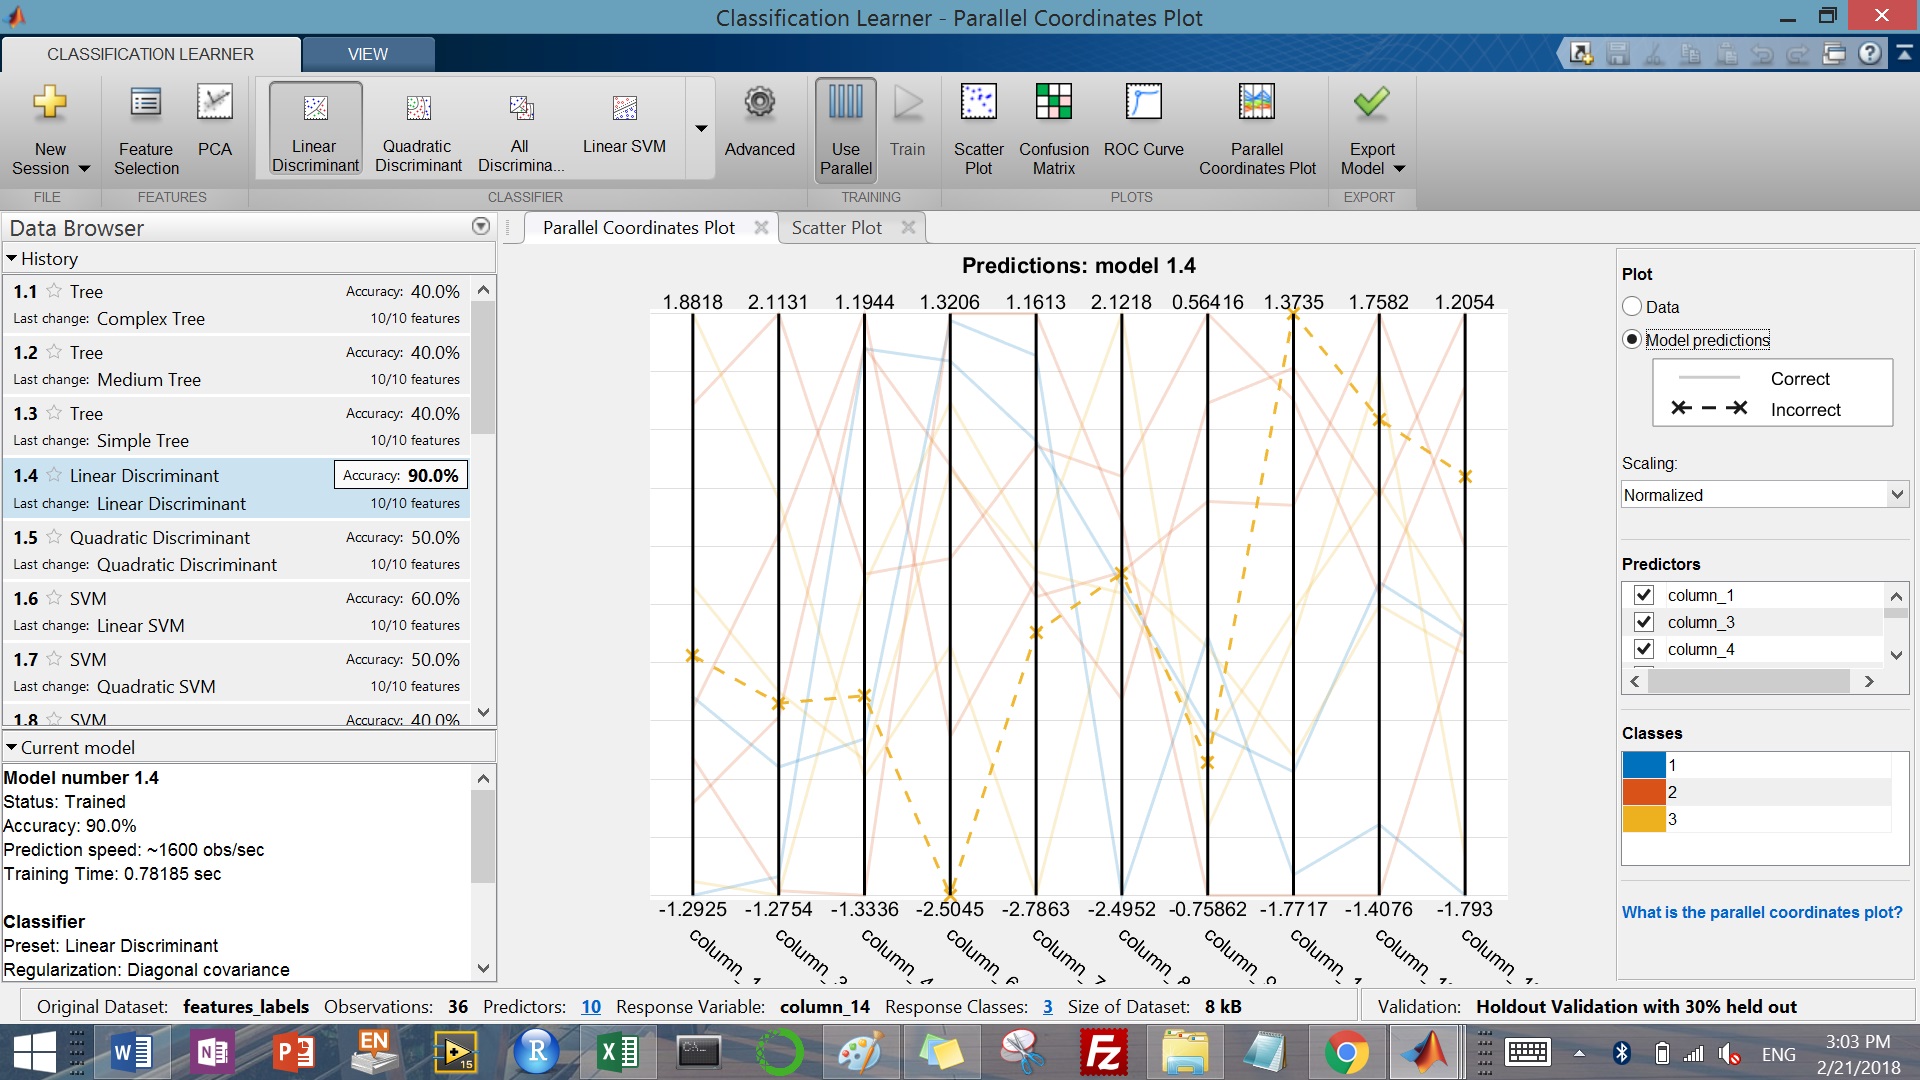 Classification Learner - Parallel Coordinates Plot
CLASSIFICATION LEARNER
VIEW
New Session
Feature Selection
PCA
Linear Discriminant
Quadratic Discriminant
All Discrimina...
Linear SVM
Advanced
Use Parallel
Train
Scatter Plot
Confusion Matrix
ROC Curve
Parallel Coordinates Plot
Export Model
FILE
FEATURES
CLASSIFIER
TRAINING
PLOTS
EXPORT
Data Browser
History
1.1 Tree Accuracy: 40.0%
Last change: Complex Tree 10/10 features
1.2 Tree Accuracy: 40.0%
Last change: Medium Tree 10/10 features
1.3 Tree Accuracy: 40.0%
Last change: Simple Tree 10/10 features
1.4 Linear Discriminant Accuracy: 90.0%
Last change: Linear Discriminant 10/10 features
1.5 Quadratic Discriminant Accuracy: 50.0%
Last change: Quadratic Discriminant 10/10 features
1.6 SVM Accuracy: 60.0%
Last change: Linear SVM 10/10 features
1.7 SVM Accuracy: 50.0%
Last change: Quadratic SVM 10/10 features
1.8 SVM Accuracy: 40.0%
Current model
Model number 1.4
Status: Trained
Accuracy: 90.0%
Prediction speed: ~1600 obs/sec
Training Time: 0.78185 sec
Classifier
Preset: Linear Discriminant
Regularization: Diagonal covariance
Parallel Coordinates Plot
Scatter Plot
Predictions: model 1.4
1.8818 2.1131 1.1944 1.3206 1.1613 2.1218 0.56416 1.3735 1.7582 1.2054
-1.2925 -1.2754 -1.3336 -2.5045 -2.7863 -2.4952 -0.75862 -1.7717 -1.4076 -1.793
column_
column_
column_
column_
column_
column_
column_
column_
column_
column_
Plot
Data
Model predictions
Correct
Incorrect
Scaling:
Normalized
Predictors
column_1
column_3
column_4
Classes
1
2
3
What is the parallel coordinates plot?
Original Dataset: features_labels Observations: 36 Predictors: 10 Response Variable: column_14 Response Classes: 3 Size of Dataset: 8 kB
Validation: Holdout Validation with 30% held out
EN
15
ENG
3:03 PM
2/21/2018